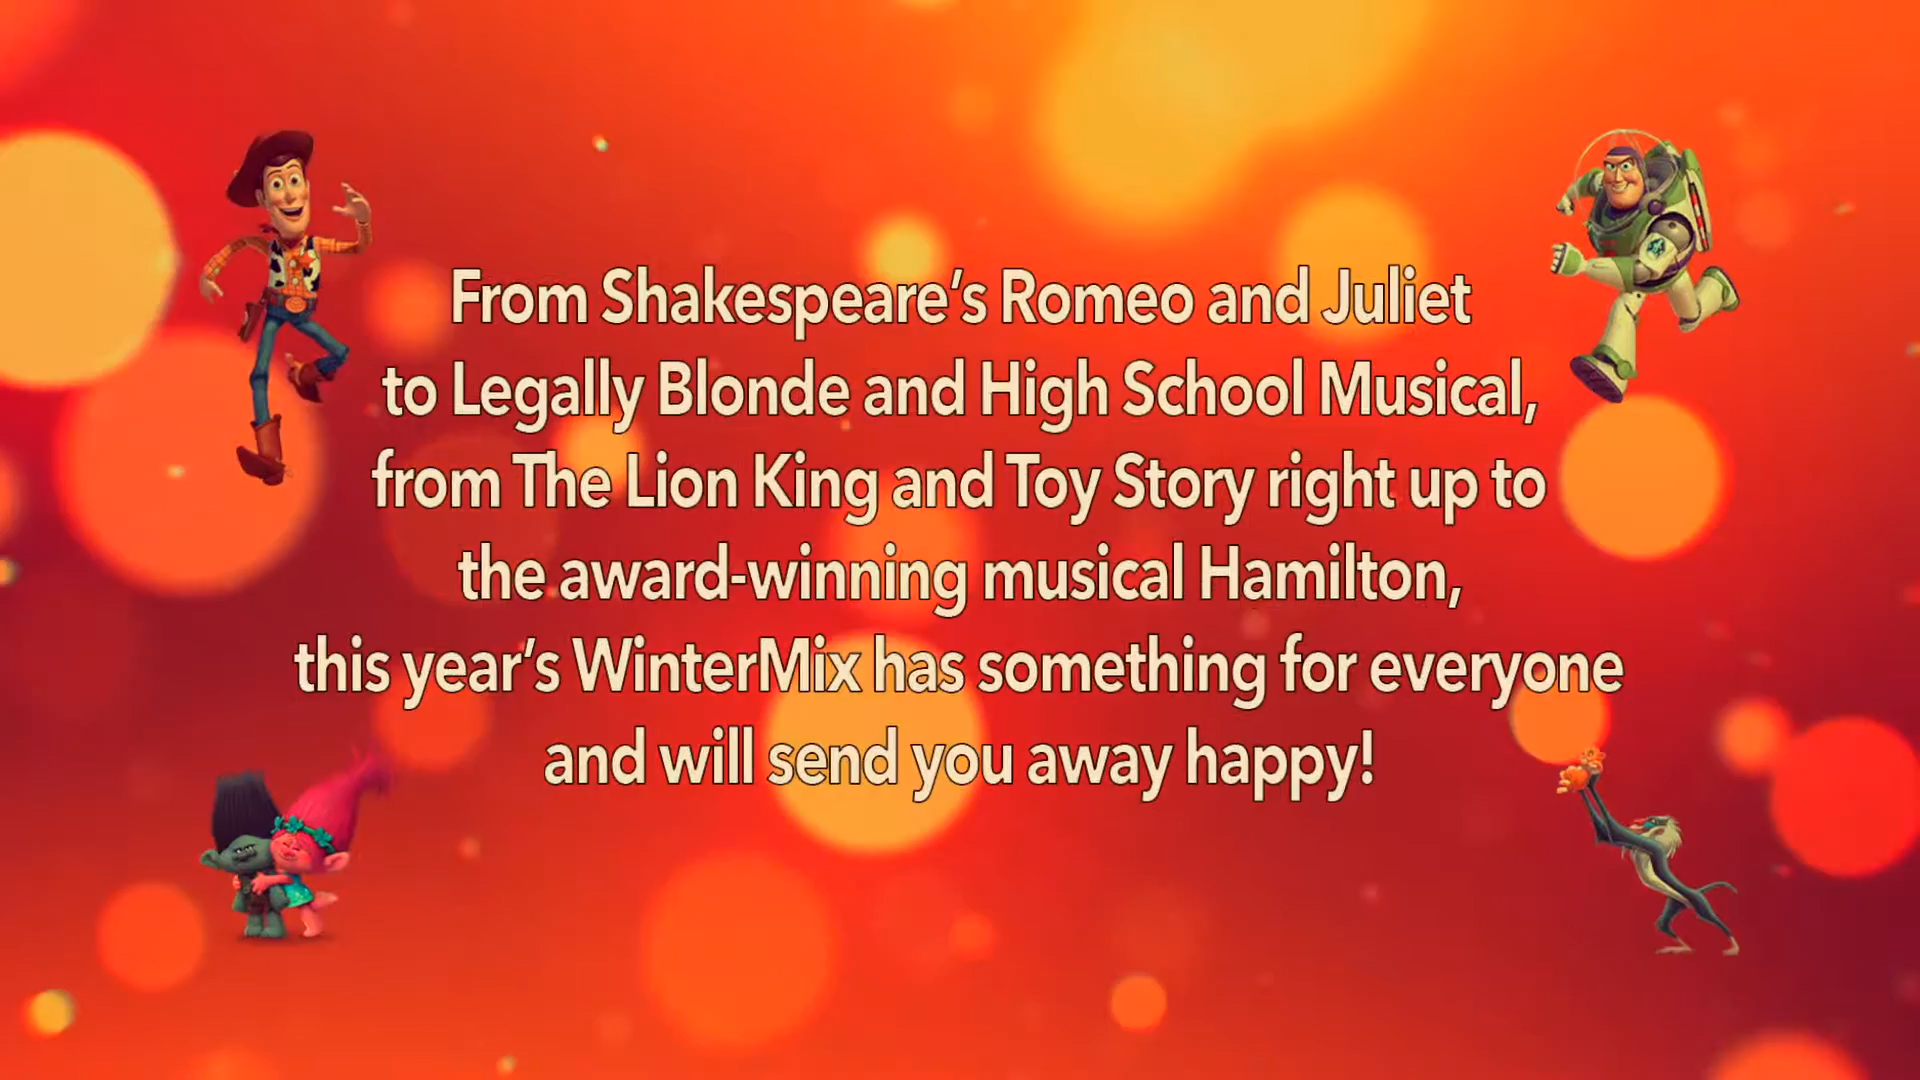 From Shakespeare’s Romeo and Juliet
to Legally Blonde and High School Musical,
from The Lion King and Toy Story right up to
the award-winning musical Hamilton,
this year’s WinterMix has something for everyone
and will send you away happy!